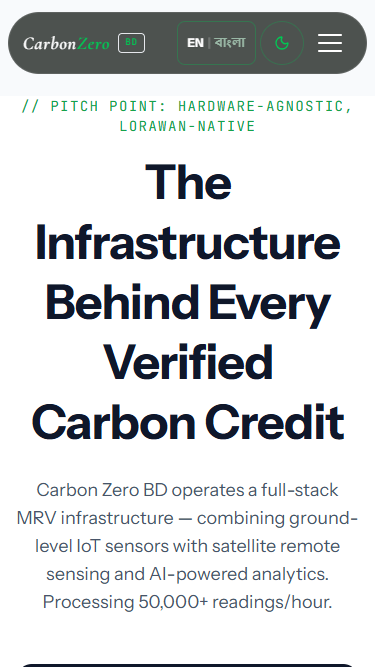 CarbonZero BD EN | বাংলা
// PITCH POINT: HARDWARE-AGNOSTIC,
LORAWAN-NATIVE
The
Infrastructure
Behind Every
Verified
Carbon Credit
Carbon Zero BD operates a full-stack
MRV infrastructure — combining ground-
level IoT sensors with satellite remote
sensing and AI-powered analytics.
Processing 50,000+ readings/hour.